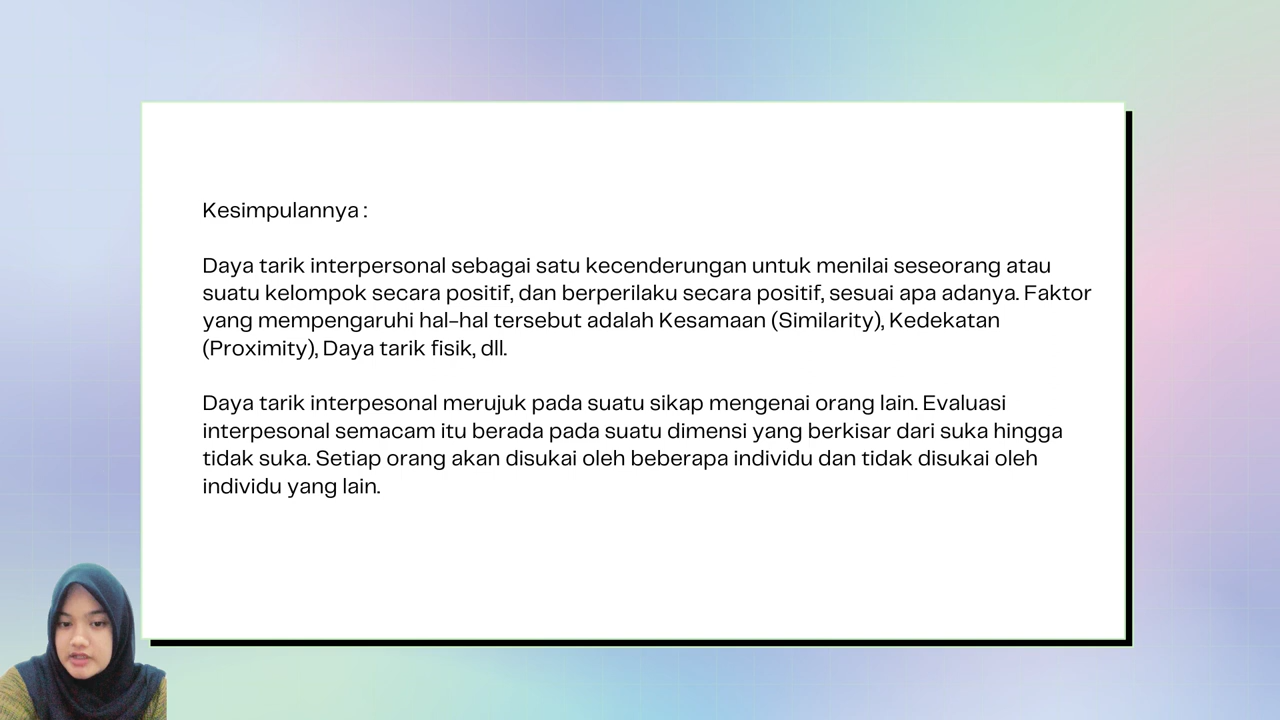 Kesimpulannya :
Daya tarik interpersonal sebagai satu kecenderungan untuk menilai seseorang atau
suatu kelompok secara positif, dan berperilaku secara positif, sesuai apa adanya. Faktor
yang mempengaruhi hal-hal tersebut adalah Kesamaan (Similarity), Kedekatan
(Proximity), Daya tarik fisik, dll.
Daya tarik interpesonal merujuk pada suatu sikap mengenai orang lain. Evaluasi
interpesonal semacam itu berada pada suatu dimensi yang berkisar dari suka hingga
tidak suka. Setiap orang akan disukai oleh beberapa individu dan tidak disukai oleh
individu yang lain.